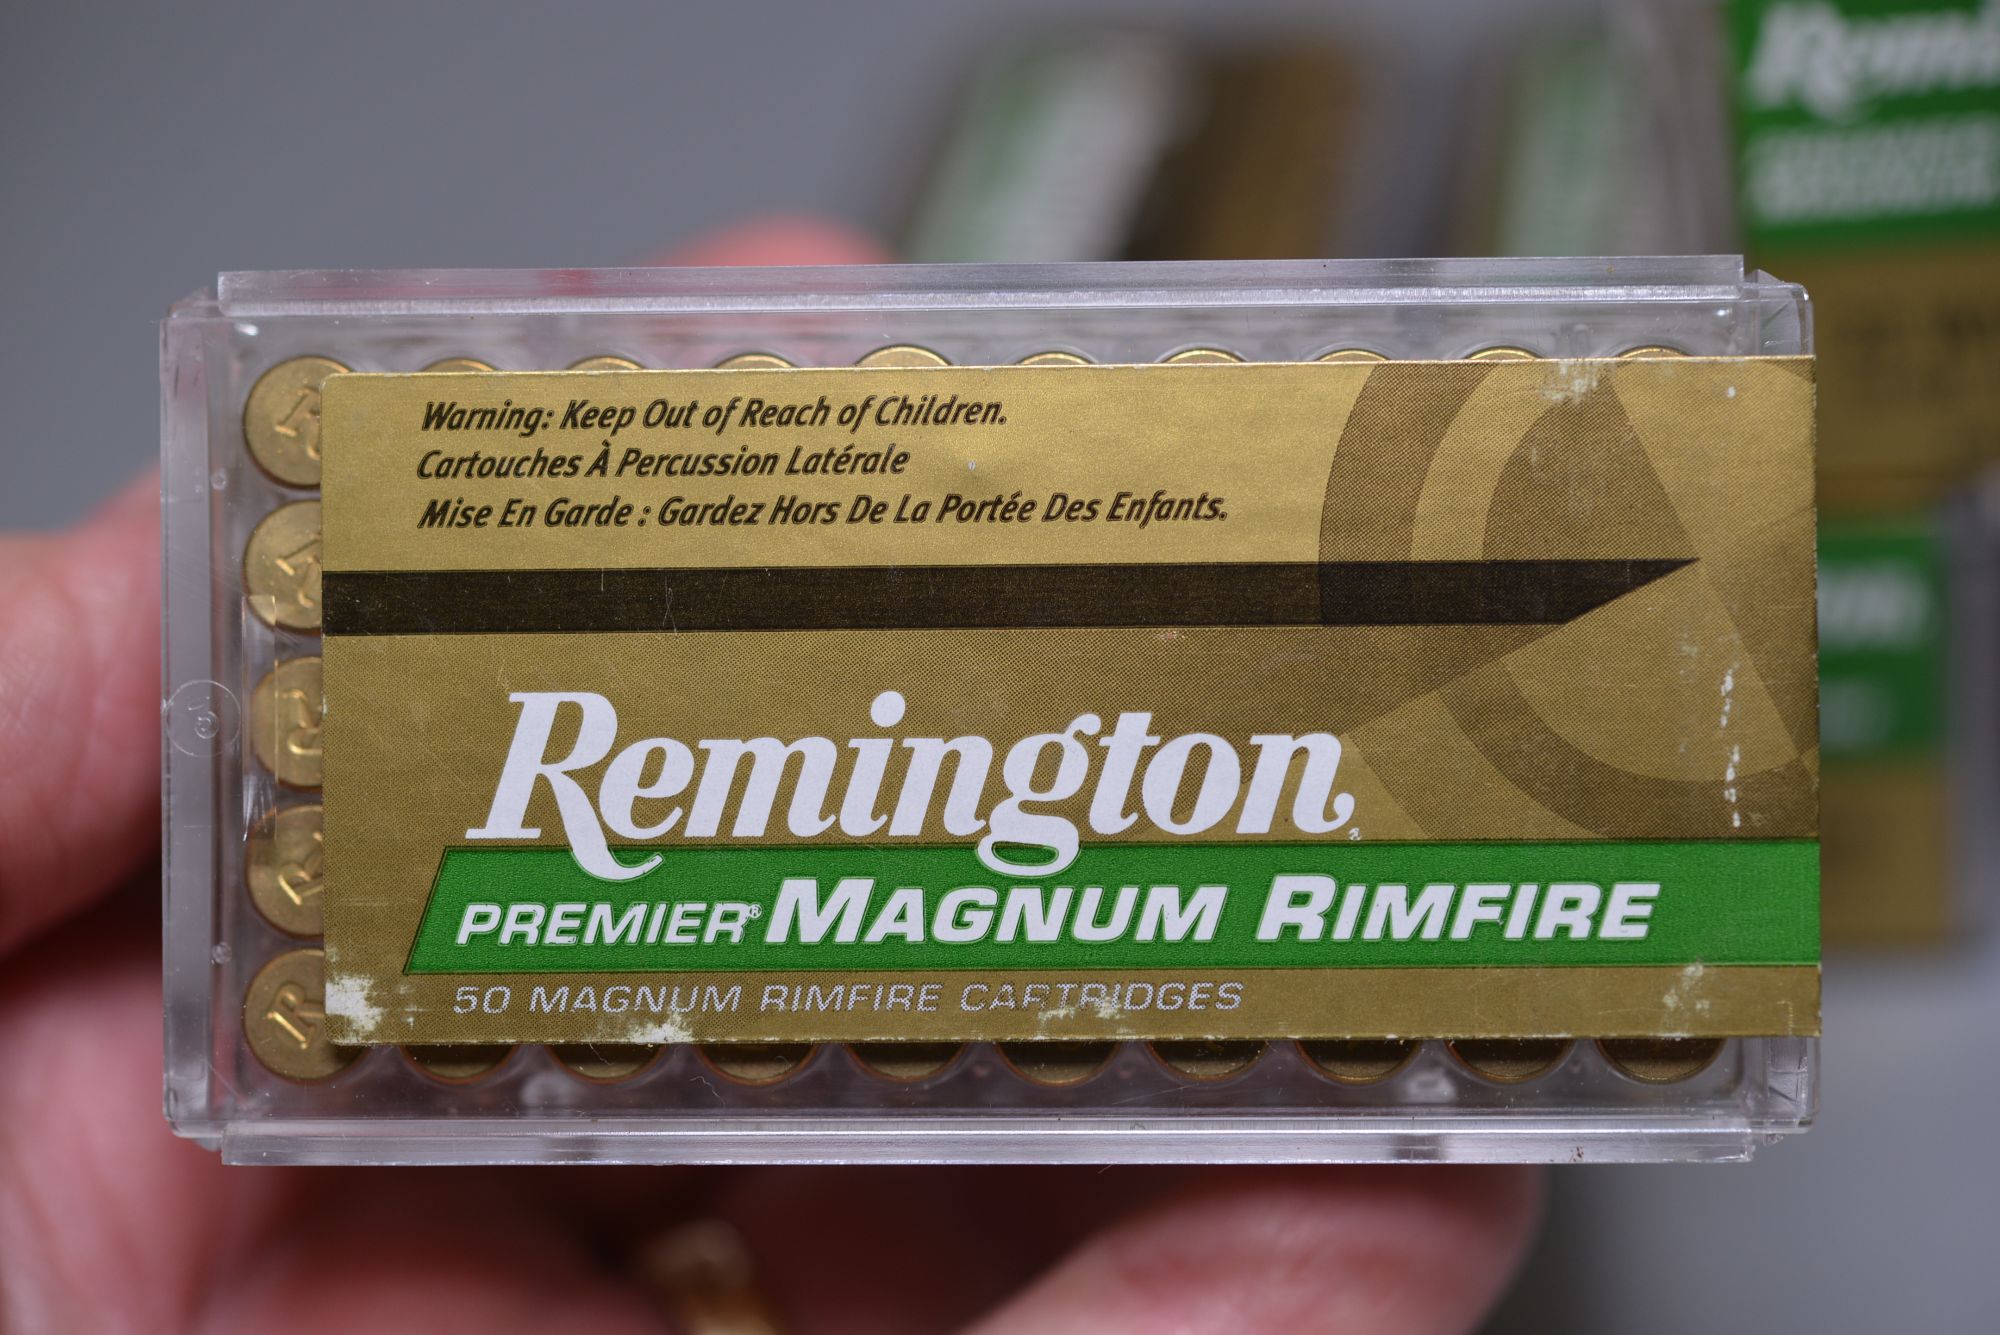 Warning: Keep Out of Reach of Children.
Cartouches À Percussion Latérale
Mise En Garde : Gardez Hors De La Portée Des Enfants.
Remington®
PREMIER® MAGNUM RIMFIRE
50 MAGNUM RIMFIRE CARTRIDGES
R
R
R
R
R
Remi